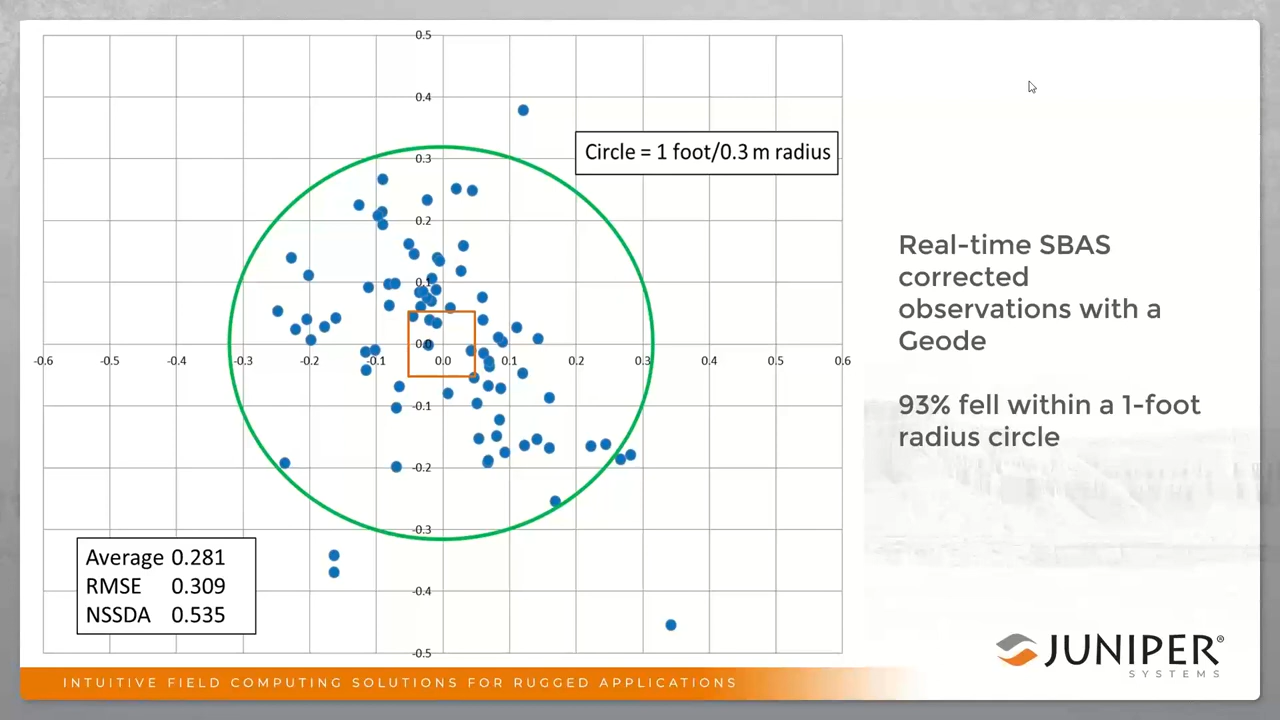 0.5
0.4
Circle = 1 foot/0.3 m radius
0.3
0.2
0.1
0.0
-0.6 -0.5 -0.4 -0.3 -0.2 -0.1 0.0 0.1 0.2 0.3 0.4 0.5 0.6
-0.1
-0.2
-0.3
-0.4
-0.5
Average 0.281
RMSE 0.309
NSSDA 0.535
Real-time SBAS
corrected
observations with a
Geode
93% fell within a 1-foot
radius circle
JUNIPER®
SYSTEMS
INTUITIVE FIELD COMPUTING SOLUTIONS FOR RUGGED APPLICATIONS